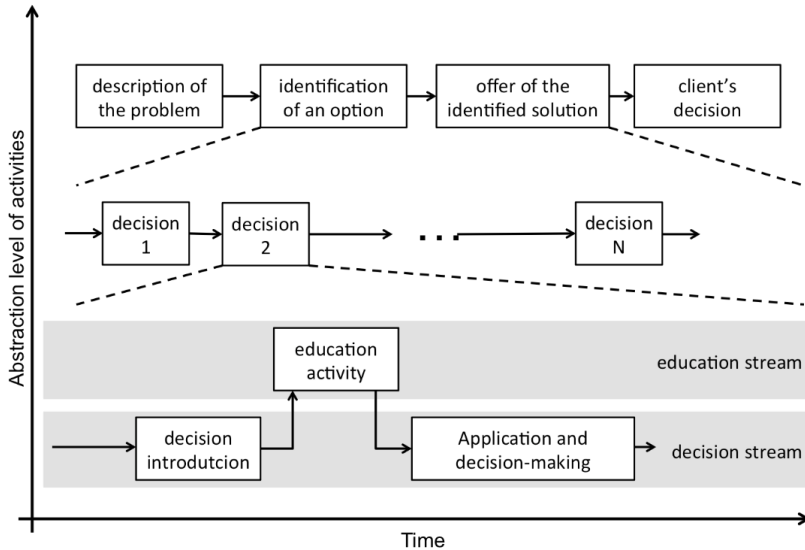 Abstraction level of activities
description of
the problem
identification
of an option
offer of the
identified solution
client's
decision
decision
1
decision
2
...
decision
N
education
activity
education stream
decision
introdutcion
Application and
decision-making
decision stream
Time